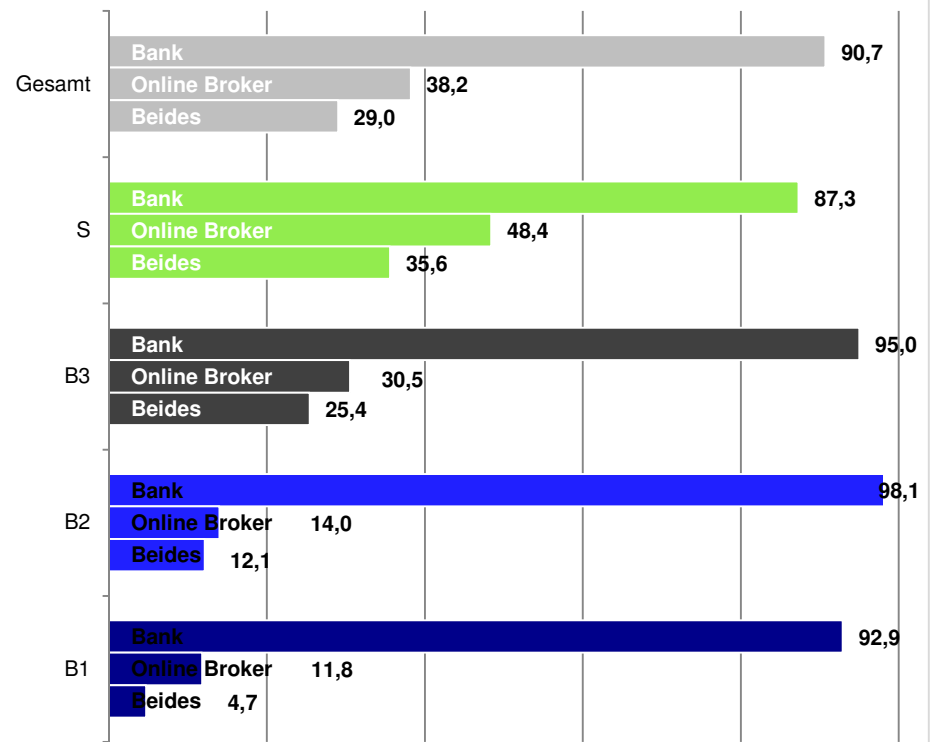 Bank 90,7
Gesamt Online Broker 38,2
Beides 29,0
Bank 87,3
S Online Broker 48,4
Beides 35,6
Bank 95,0
B3 Online Broker 30,5
Beides 25,4
Bank 98,1
B2 Online Broker 14,0
Beides 12,1
Bank 92,9
B1 Online Broker 11,8
Beides 4,7